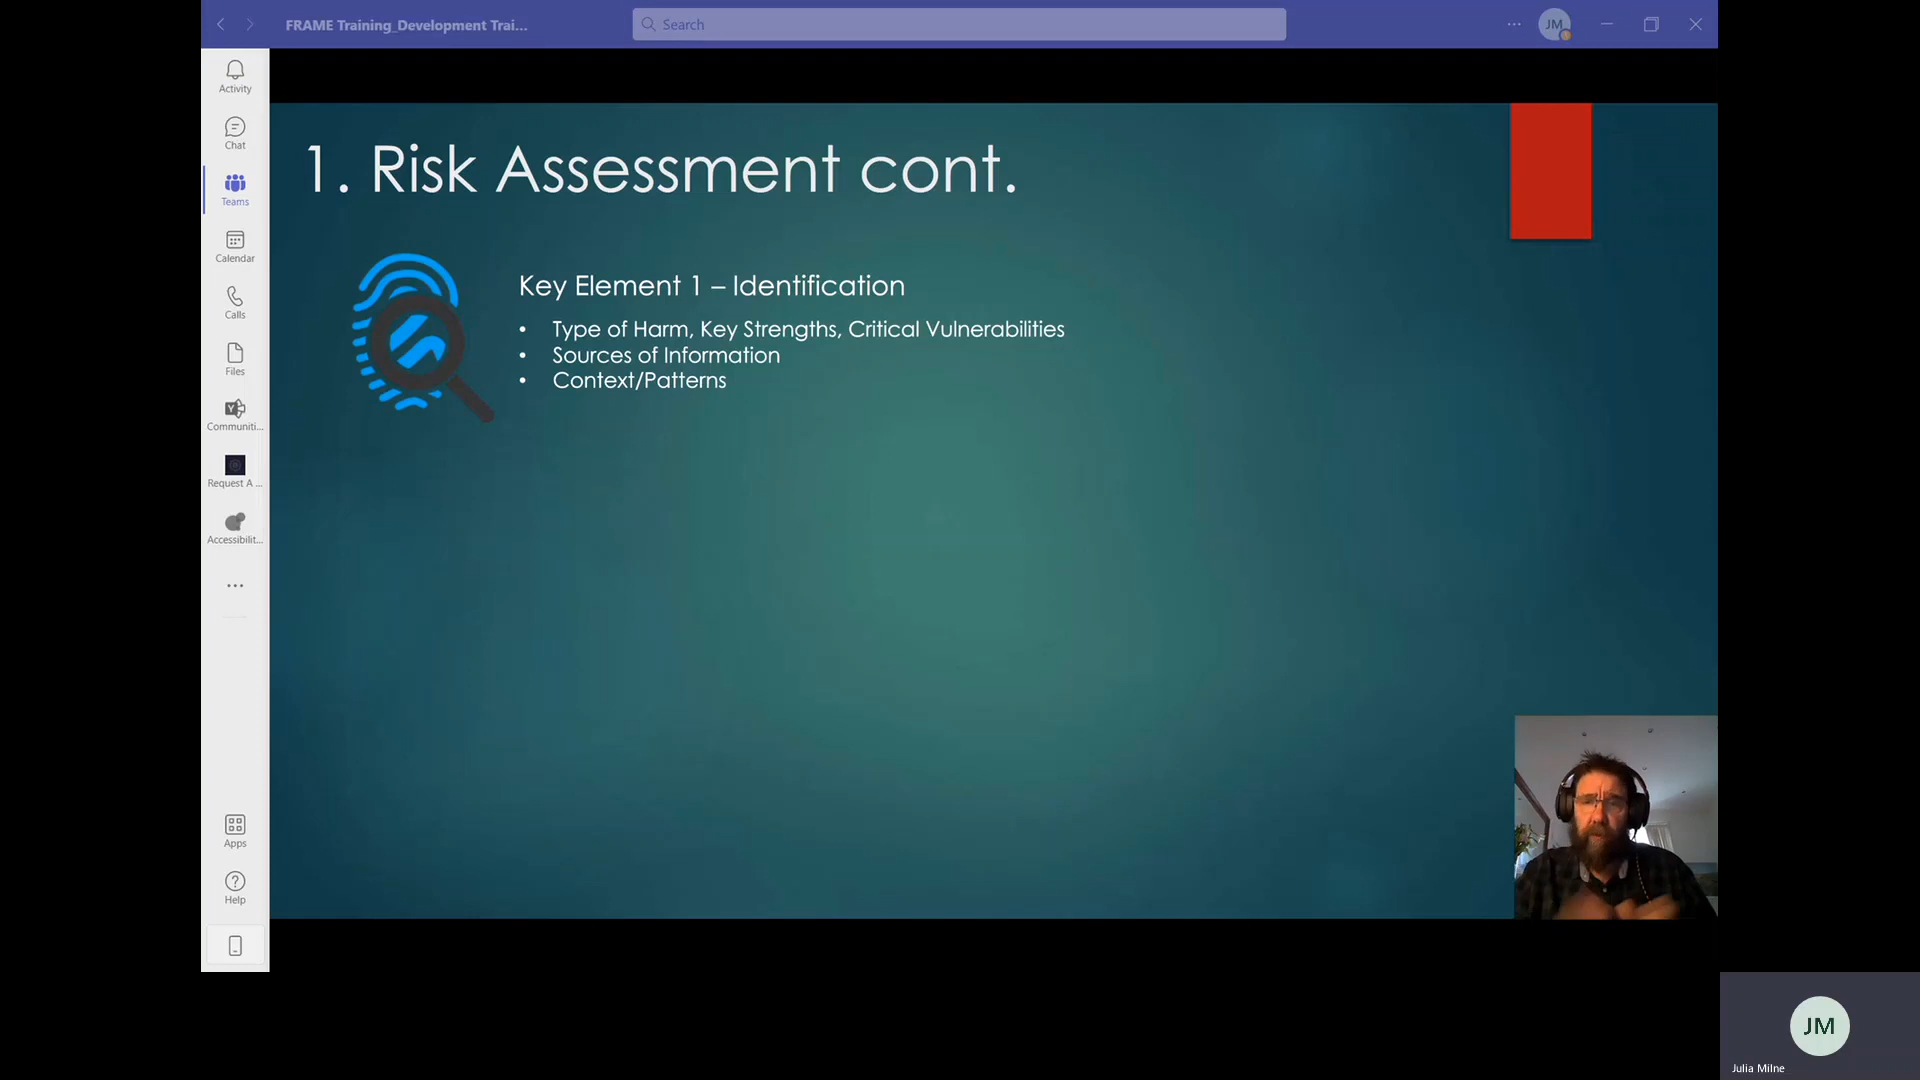 FRAME Training_Development Trai...
Search
JM
Activity
Chat
Teams
Calendar
Calls
Files
Communiti...
Request A ...
Accessibilit...
Apps
Help
1. Risk Assessment cont.
Key Element 1 – Identification
• Type of Harm, Key Strengths, Critical Vulnerabilities
• Sources of Information
• Context/Patterns
JM
Julia Milne